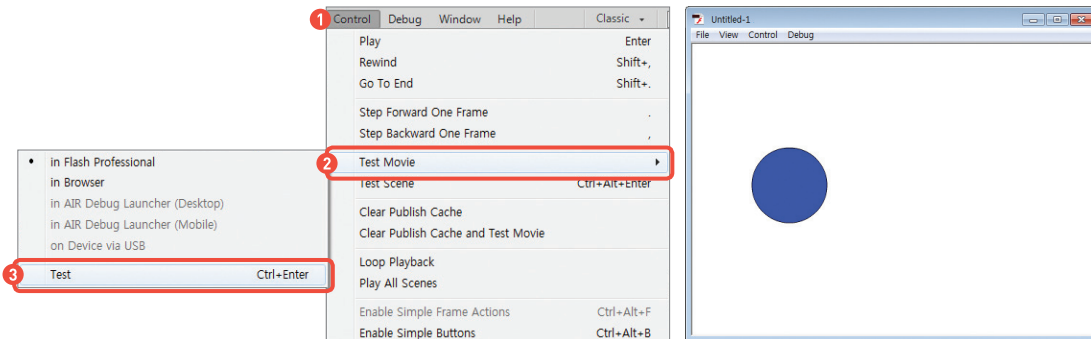 1 Control Debug Window Help Classic
Play Enter
Rewind Shift+,
Go To End Shift+.
Step Forward One Frame .
Step Backward One Frame ,
2 Test Movie
Test Scene Ctrl+Alt+Enter
Clear Publish Cache
Clear Publish Cache and Test Movie
Loop Playback
Play All Scenes
Enable Simple Frame Actions Ctrl+Alt+F
Enable Simple Buttons Ctrl+Alt+B
in Flash Professional
in Browser
in AIR Debug Launcher (Desktop)
in AIR Debug Launcher (Mobile)
on Device via USB
3 Test Ctrl+Enter
Untitled-1
File View Control Debug